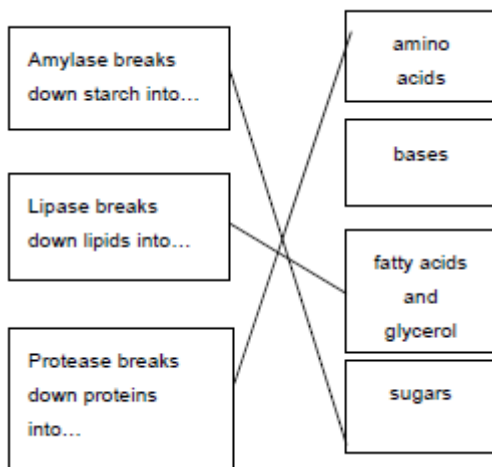 Amylase breaks
down starch into…
Lipase breaks
down lipids into…
Protease breaks
down proteins
into…
amino
acids
bases
fatty acids
and
glycerol
sugars